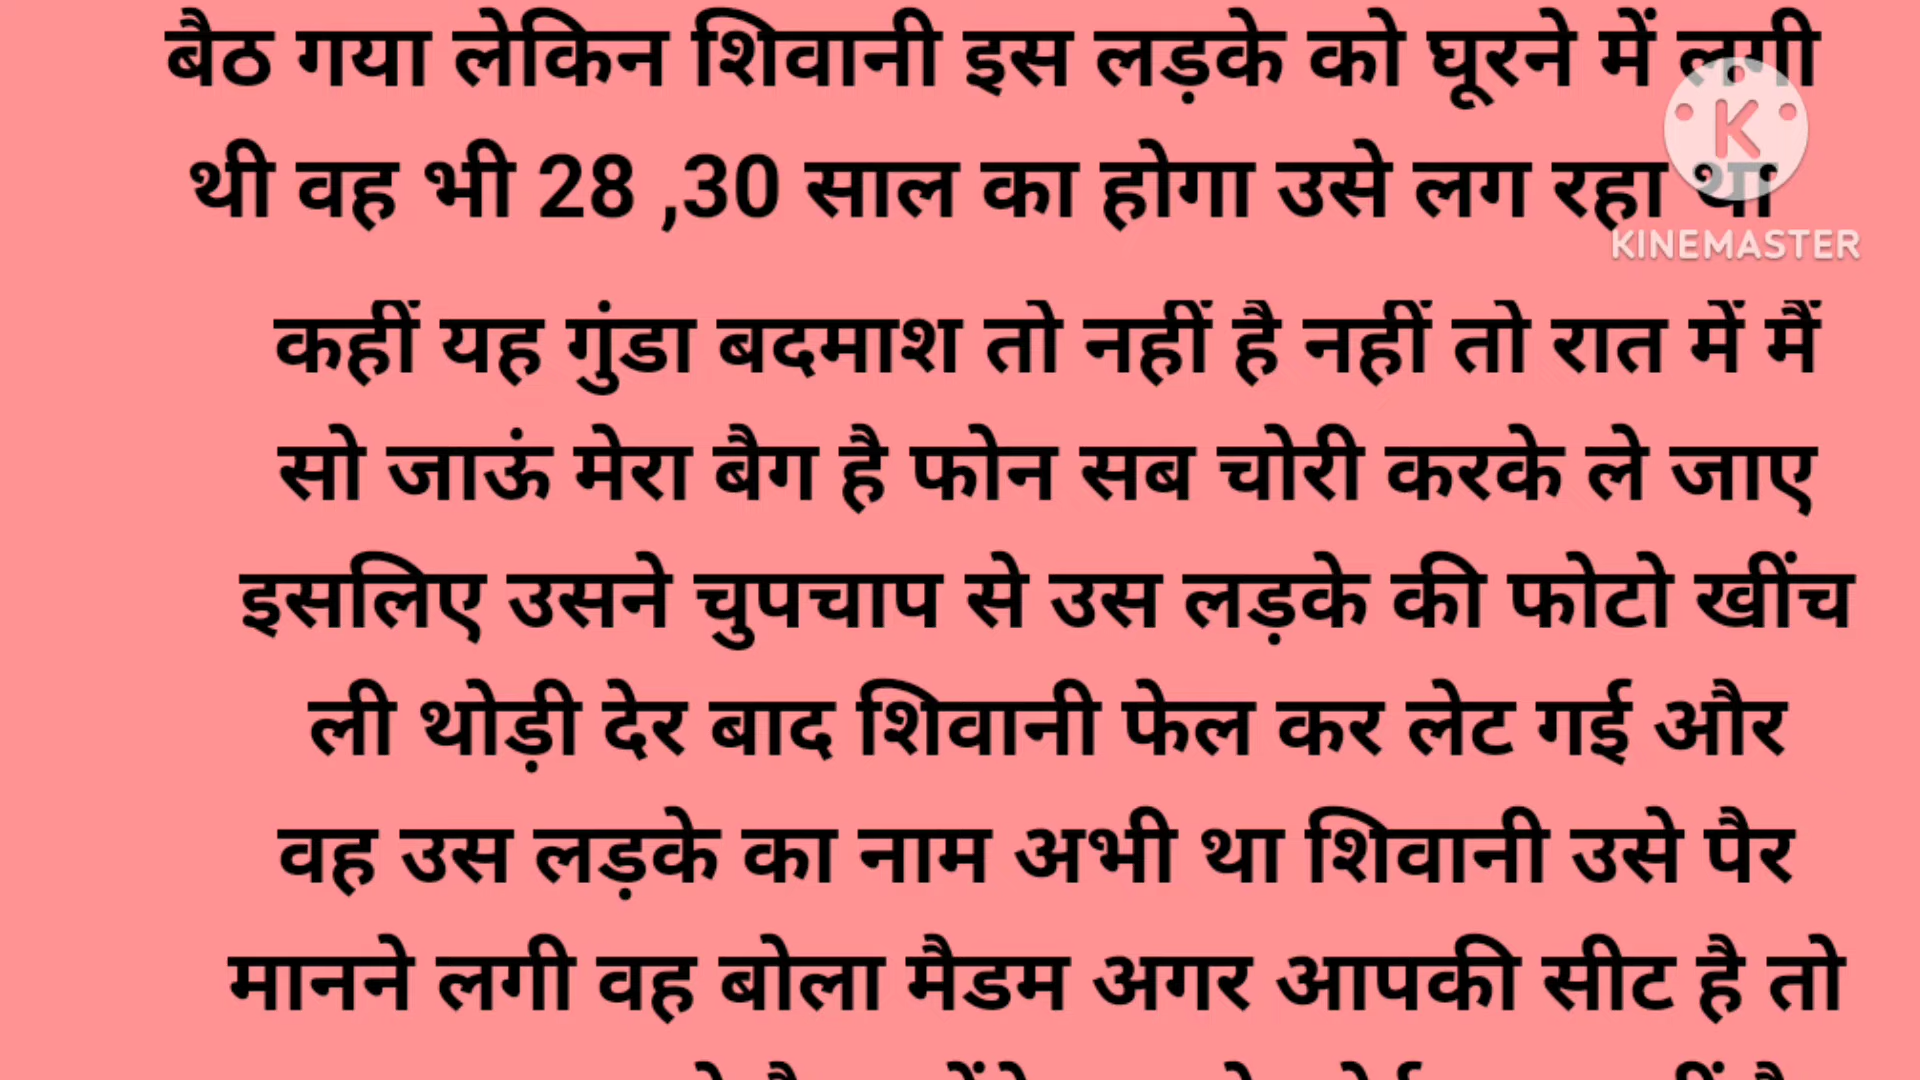 बैठ गया लेकिन शिवानी इस लड़के को घूरने में लगी
थी वह भी 28 ,30 साल का होगा उसे लग रहा था
K
KINEMASTER
कहीं यह गुंडा बदमाश तो नहीं है नहीं तो रात में मैं
सो जाऊं मेरा बैग है फोन सब चोरी करके ले जाए
इसलिए उसने चुपचाप से उस लड़के की फोटो खींच
ली थोड़ी देर बाद शिवानी फेल कर लेट गई और
वह उस लड़के का नाम अभी था शिवानी उसे पैर
मानने लगी वह बोला मैडम अगर आपकी सीट है तो